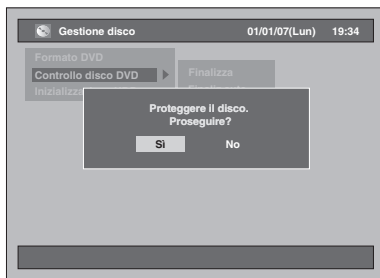 Gestione disco 01/01/07(Lun) 19:34
Formato DVD
Controllo disco DVD Finalizza
Inizializza
Proteggere il disco.
Proseguire?
Sì No